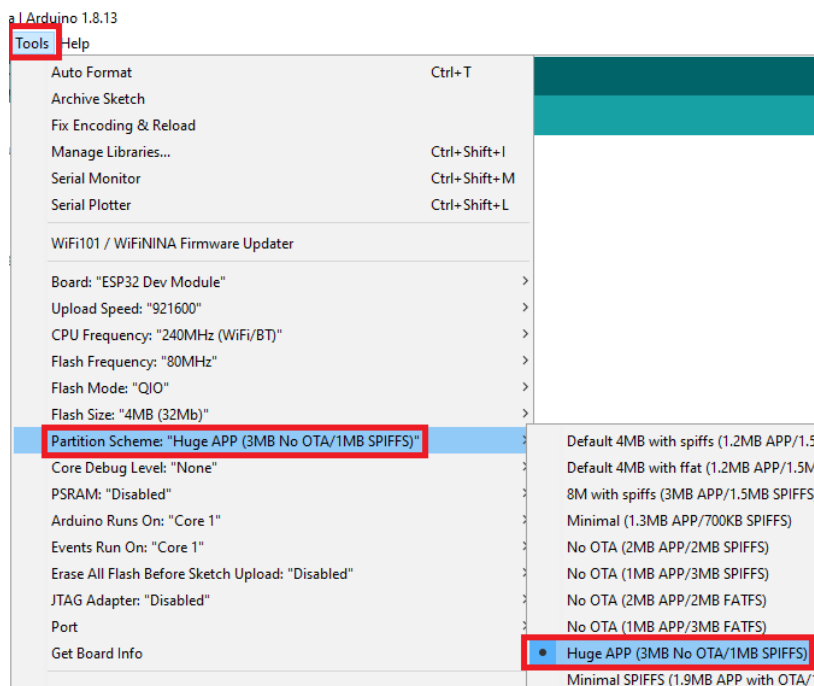 a | Arduino 1.8.13
Tools Help
Auto Format Ctrl+T
Archive Sketch
Fix Encoding & Reload
Manage Libraries... Ctrl+Shift+I
Serial Monitor Ctrl+Shift+M
Serial Plotter Ctrl+Shift+L
WiFi101 / WiFiNINA Firmware Updater
Board: "ESP32 Dev Module"
Upload Speed: "921600"
CPU Frequency: "240MHz (WiFi/BT)"
Flash Frequency: "80MHz"
Flash Mode: "QIO"
Flash Size: "4MB (32Mb)"
Partition Scheme: "Huge APP (3MB No OTA/1MB SPIFFS)"
Core Debug Level: "None"
PSRAM: "Disabled"
Arduino Runs On: "Core 1"
Events Run On: "Core 1"
Erase All Flash Before Sketch Upload: "Disabled"
JTAG Adapter: "Disabled"
Port
Get Board Info
Default 4MB with spiffs (1.2MB APP/1.5
Default 4MB with ffat (1.2MB APP/1.5M
8M with spiffs (3MB APP/1.5MB SPIFFS
Minimal (1.3MB APP/700KB SPIFFS)
No OTA (2MB APP/2MB SPIFFS)
No OTA (1MB APP/3MB SPIFFS)
No OTA (2MB APP/2MB FATFS)
No OTA (1MB APP/3MB FATFS)
Huge APP (3MB No OTA/1MB SPIFFS)
Minimal SPIFFS (1.9MB APP with OTA/1